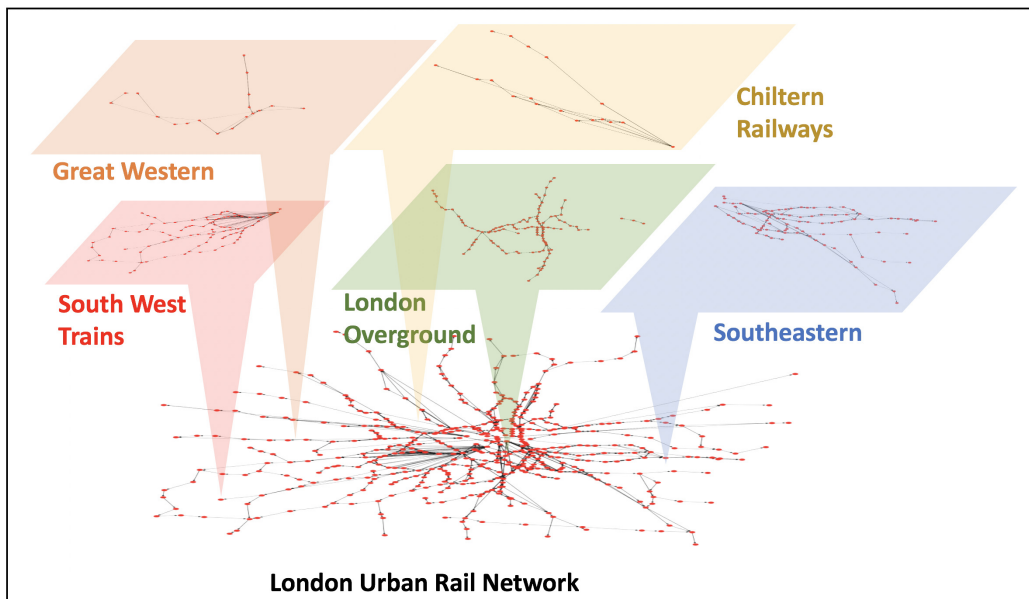 Chiltern
Railways
Great Western
South West
Trains
London
Overground
Southeastern
London Urban Rail Network